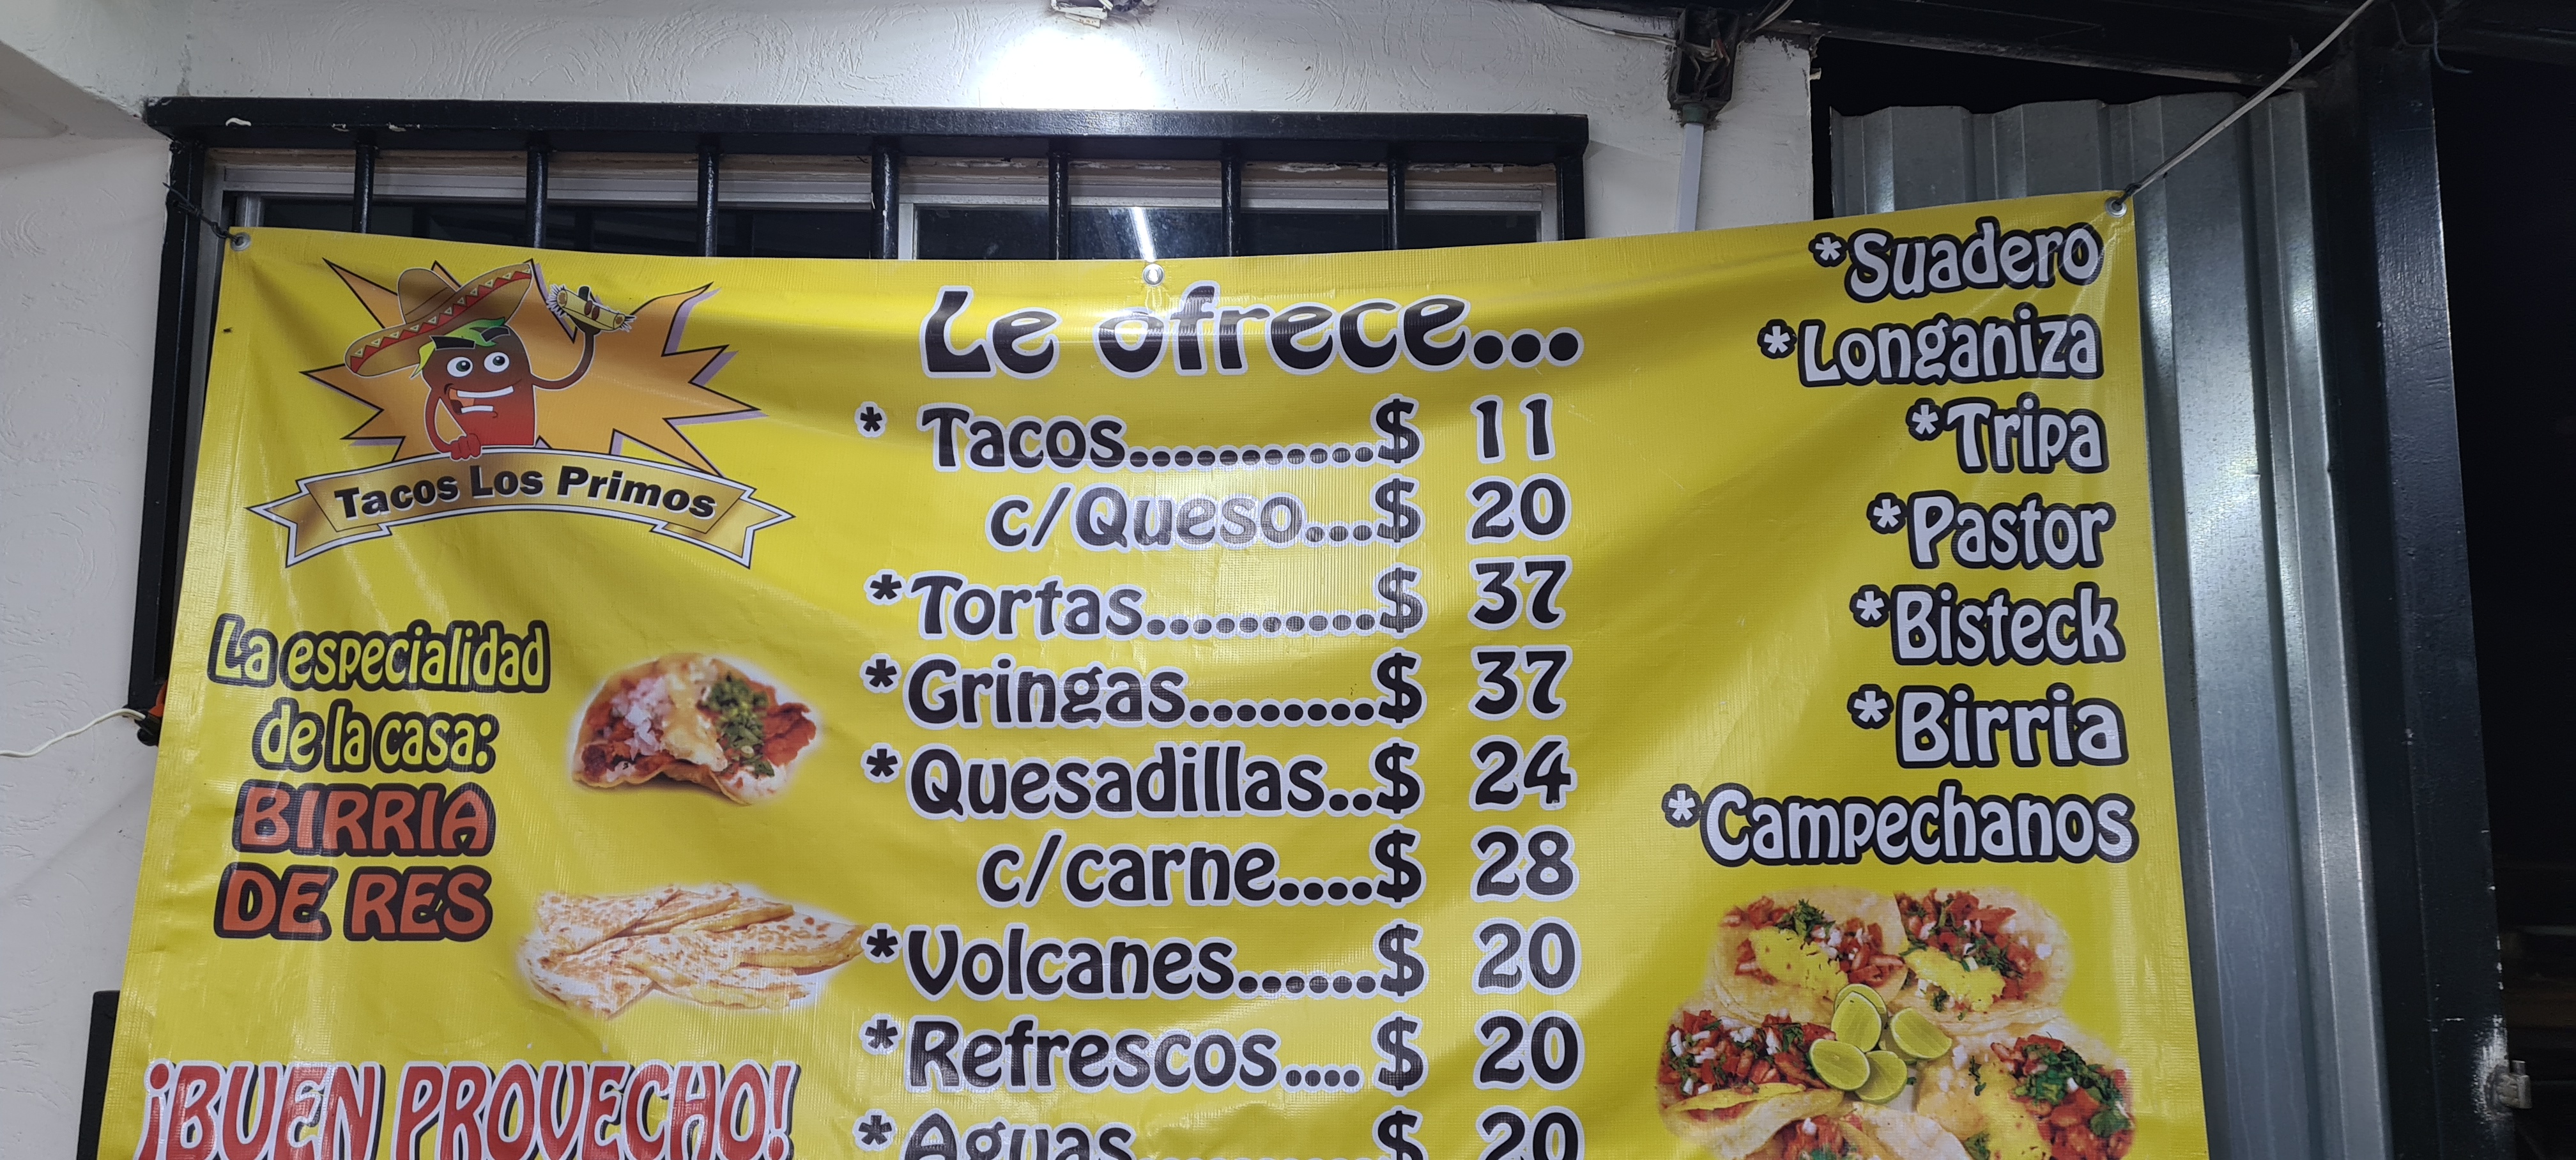 Tacos Los Primos
La especialidad
de la casa:
BIRRIA
DE RES
¡BUEN PROVECHO!
Le ofrece...
* Tacos...........$ 11
c/Queso...$ 20
*Tortas..........$ 37
*Gringas........$ 37
*Quesadillas..$ 24
c/carne....$ 28
*Volcanes......$ 20
*Refrescos....$ 20
*Aguas..........$ 20
*Suadero
*Longaniza
*Tripa
*Pastor
*Bisteck
*Birria
*Campechanos